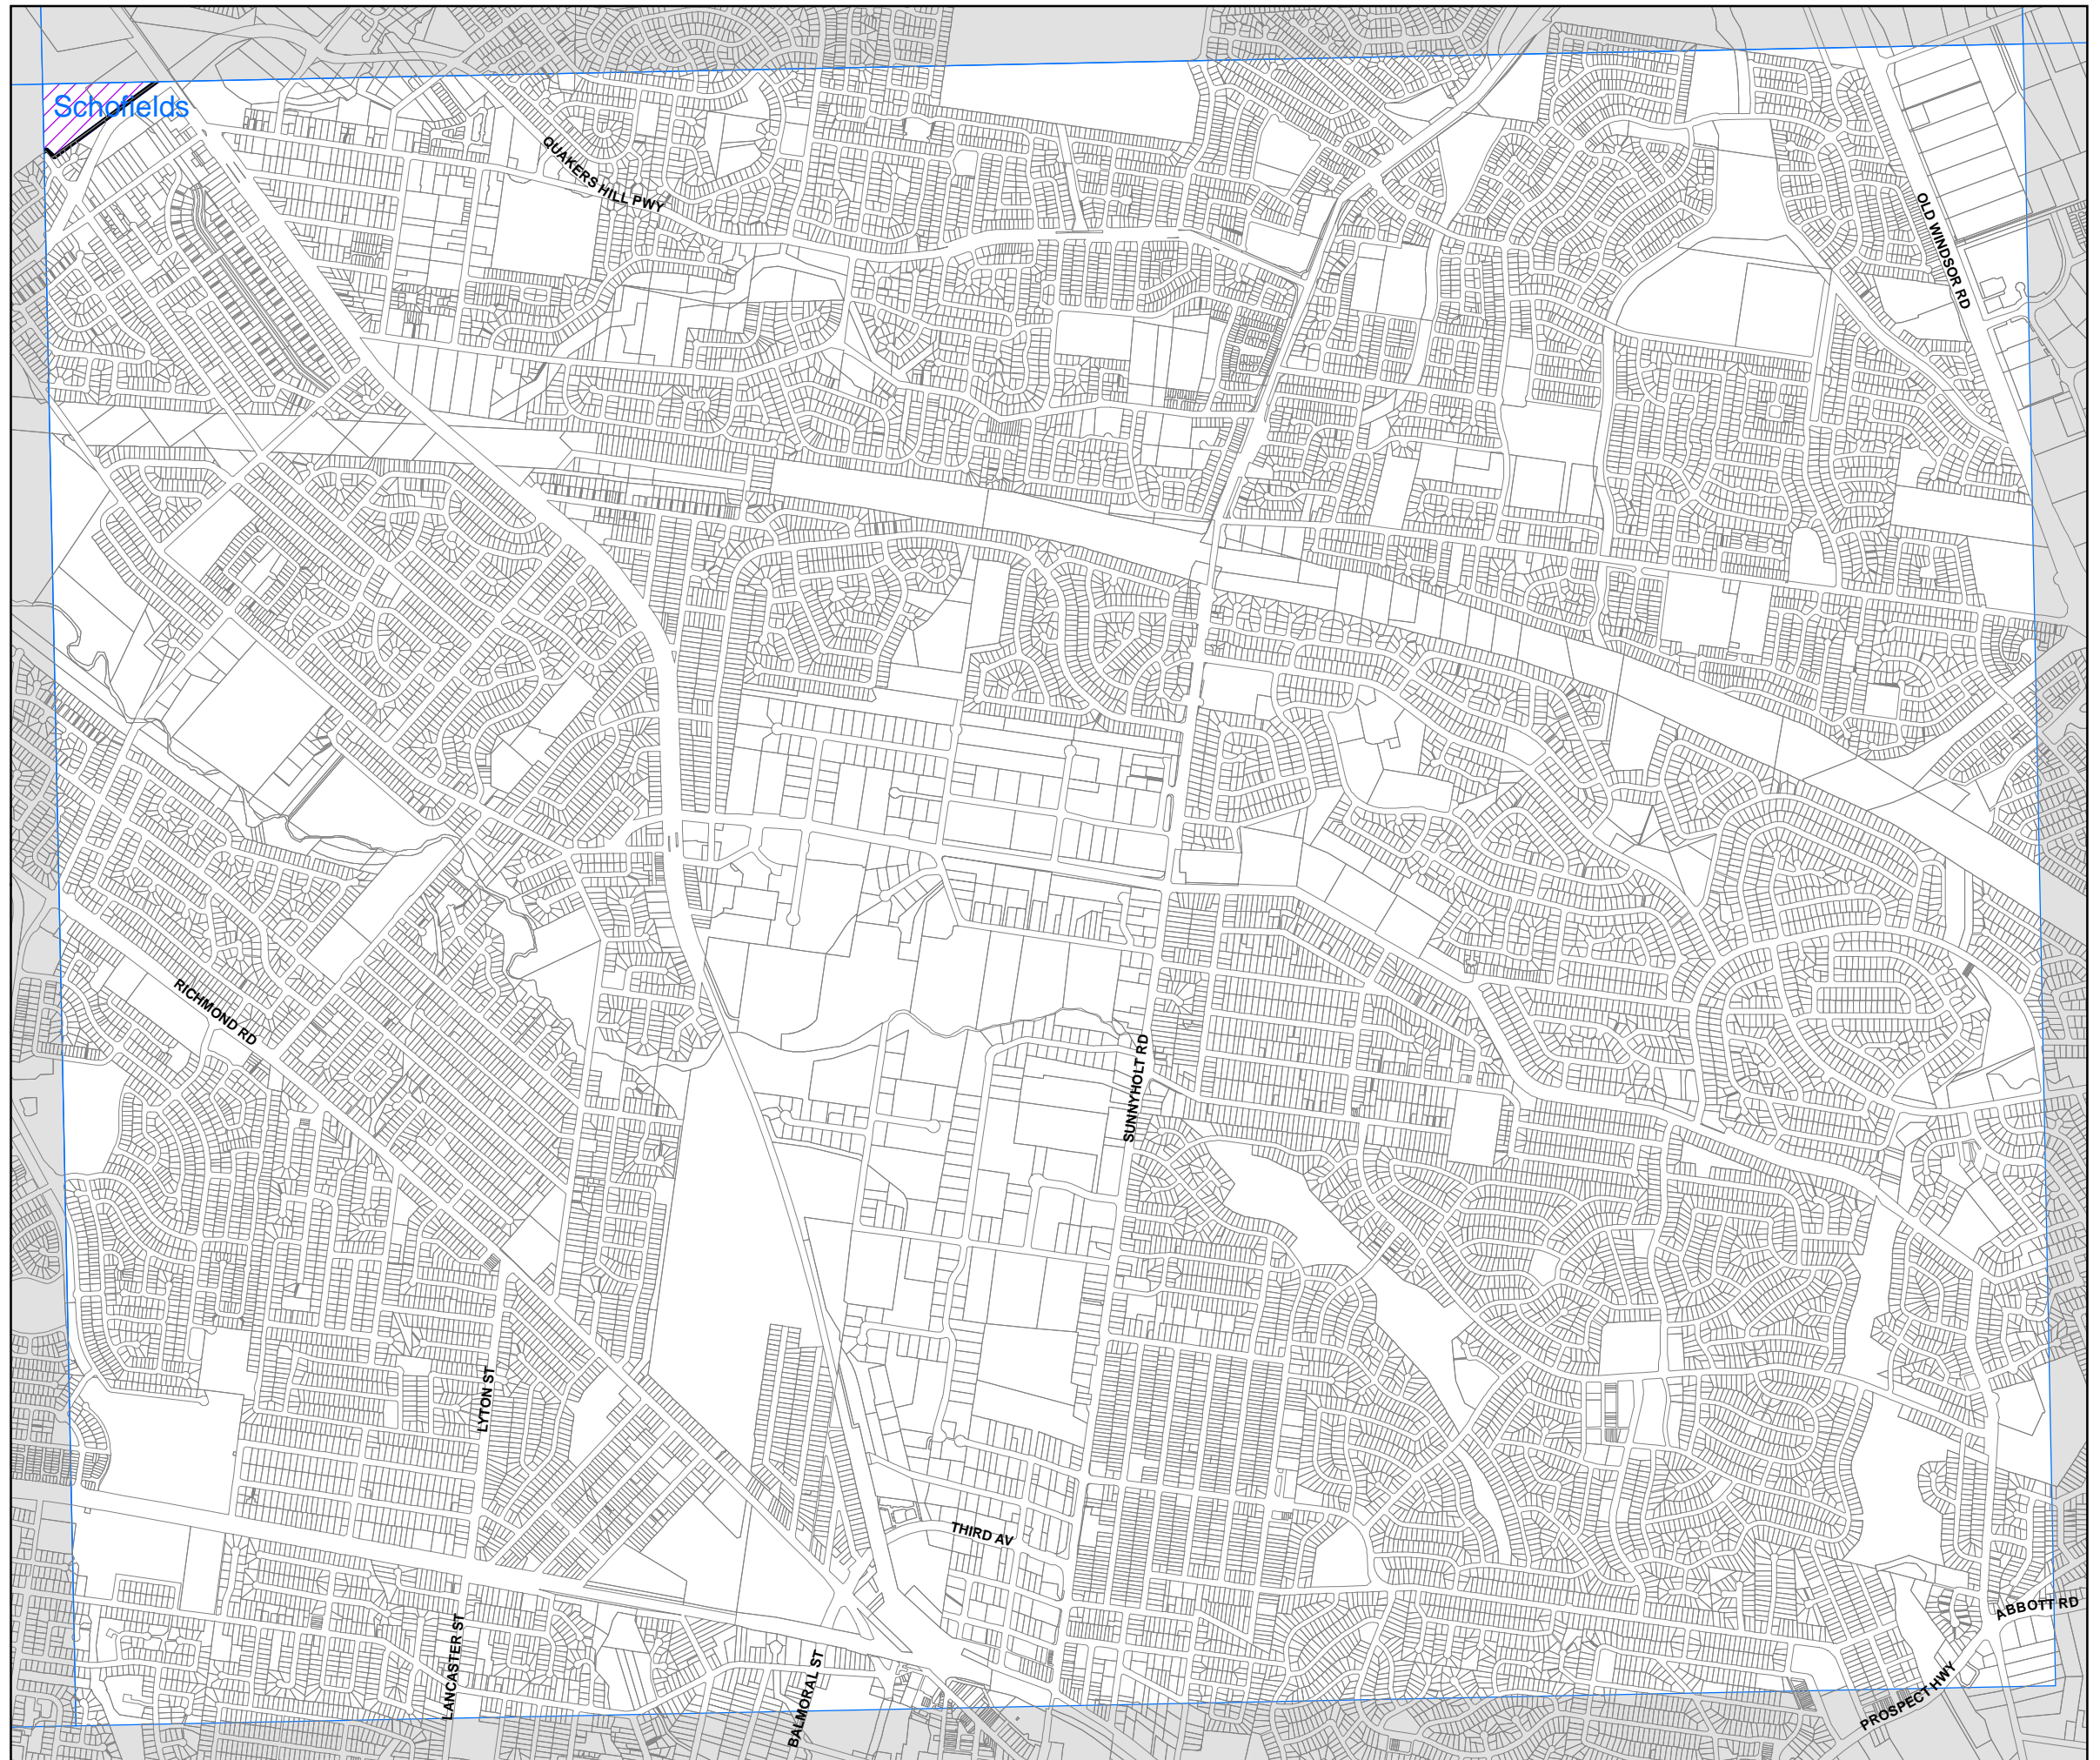 Schofields
QUAKERS HILL PWY
OLD WINDSOR RD
RICHMOND RD
SUNNYHOLT RD
LYTON ST
THIRD AV
ABBOTT RD
LANCASTER ST
BALMORAL ST
PROSPECT HWY